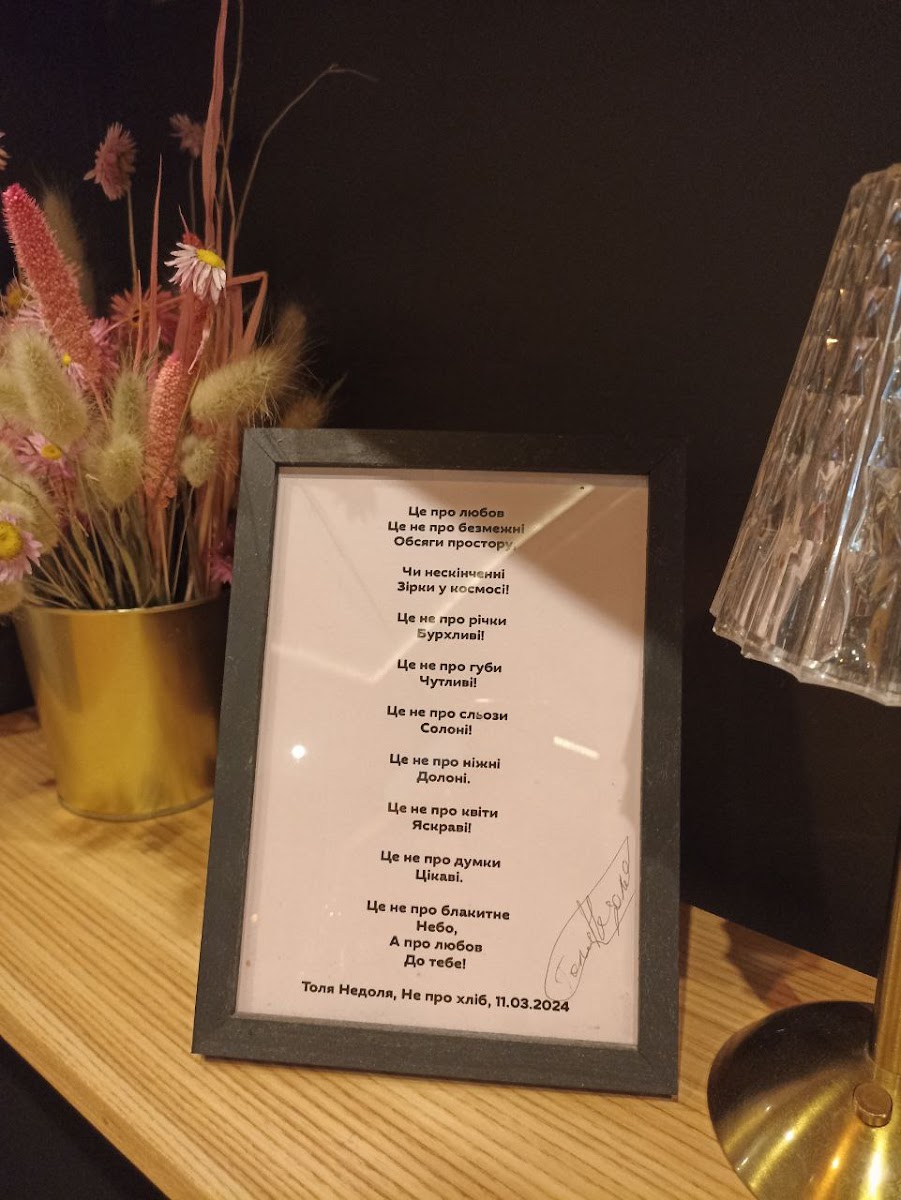 Це про любов
Це не про безмежні
Обсяги простору,
Чи нескінченні
Зірки у космосі!
Це не про річки
Бурхливі!
Це не про губи
Чутливі!
Це не про сльози
Солоні!
Це не про ніжні
Долоні.
Це не про квіти
Яскраві!
Це не про думки
Цікаві.
Це не про блакитне
Небо,
А про любов
До тебе!
Толя Недоля, Не про хліб, 11.03.2024